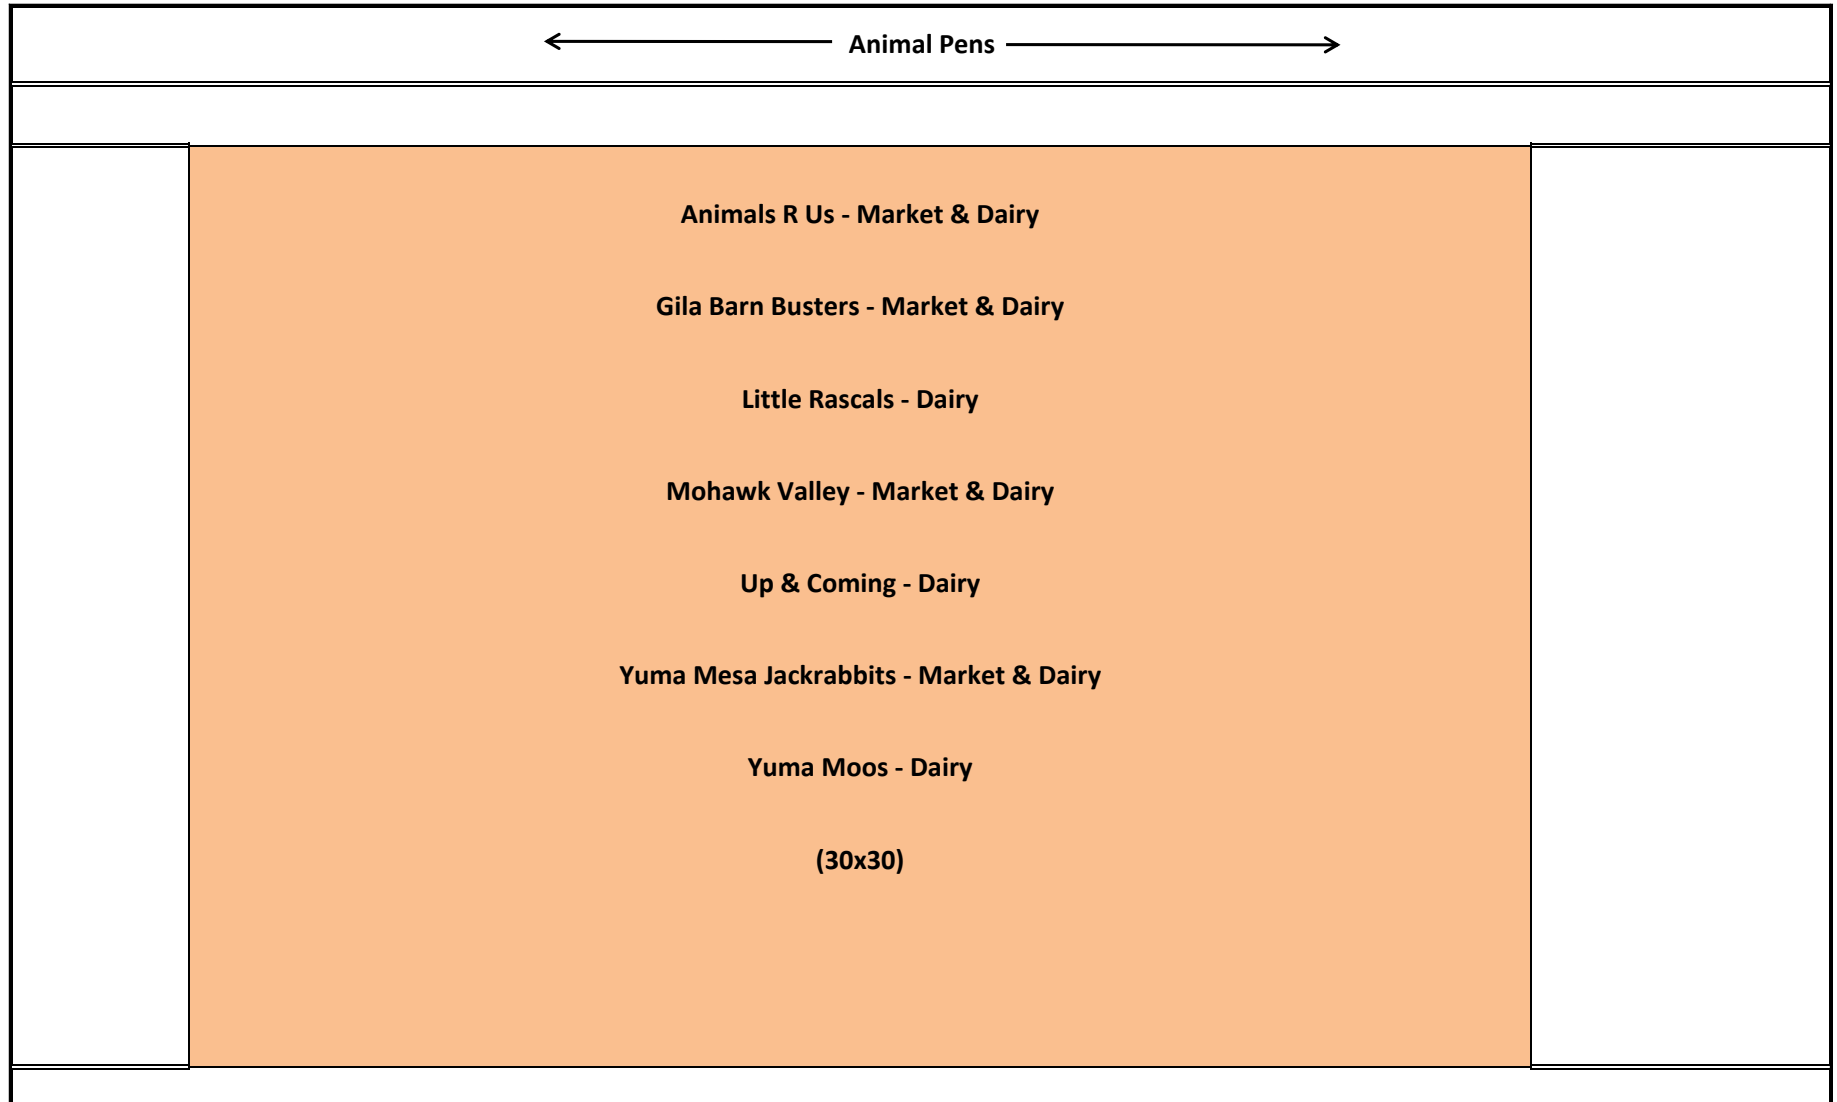 Animal Pens
Animals R Us - Market & Dairy
Gila Barn Busters - Market & Dairy
Little Rascals - Dairy
Mohawk Valley - Market & Dairy
Up & Coming - Dairy
Yuma Mesa Jackrabbits - Market & Dairy
Yuma Moos - Dairy
(30x30)